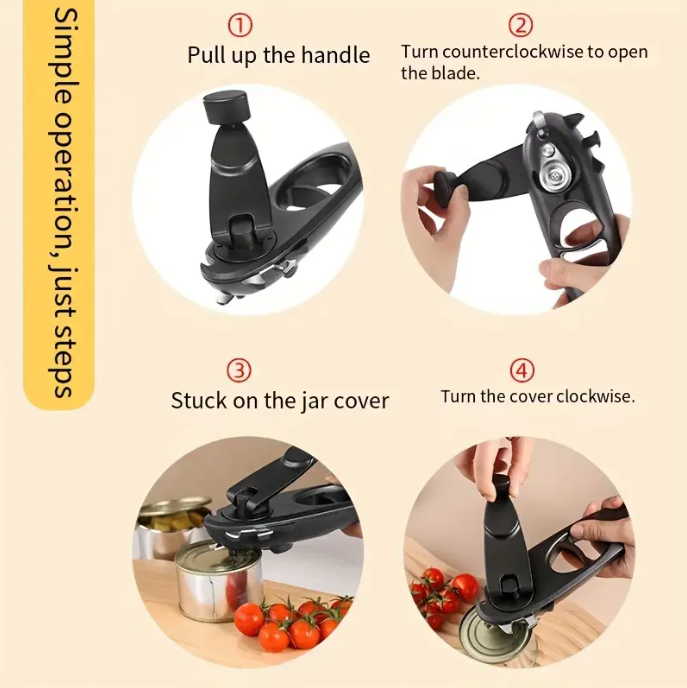 Simple operation, just steps
①
Pull up the handle
②
Turn counterclockwise to open
the blade.
③
Stuck on the jar cover
④
Turn the cover clockwise.